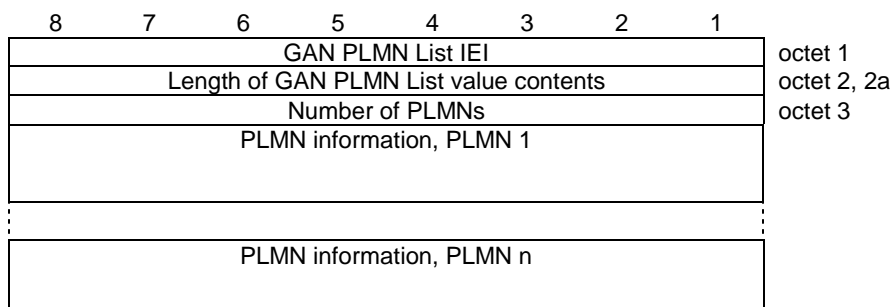 8 7 6 5 4 3 2 1
GAN PLMN List IEI octet 1
Length of GAN PLMN List value contents octet 2, 2a
Number of PLMNs octet 3
PLMN information, PLMN 1
PLMN information, PLMN n